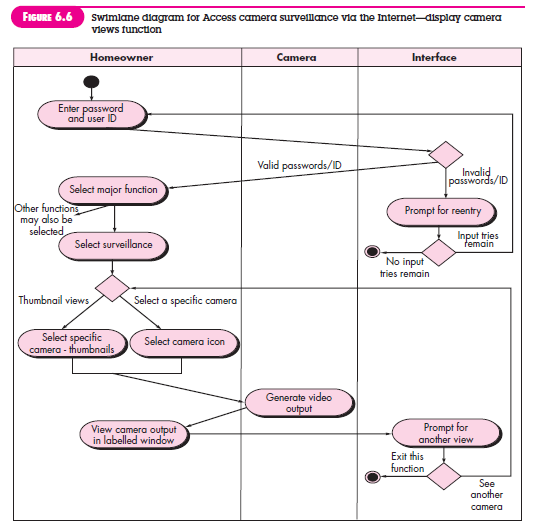 FIGURE 6.6
Swimlane diagram for Access camera surveillance via the Internet—display camera
views function
Homeowner
Camera
Interface
Enter password
and user ID
Valid passwords/ID
Invalid
passwords/ID
Select major function
Prompt for reentry
Other functions
may also be
selected
Select surveillance
Input tries
remain
No input
tries remain
Thumbnail views
Select a specific camera
Select specific
camera - thumbnails
Select camera icon
Generate video
output
View camera output
in labelled window
Prompt for
another view
Exit this
function
See
another
camera